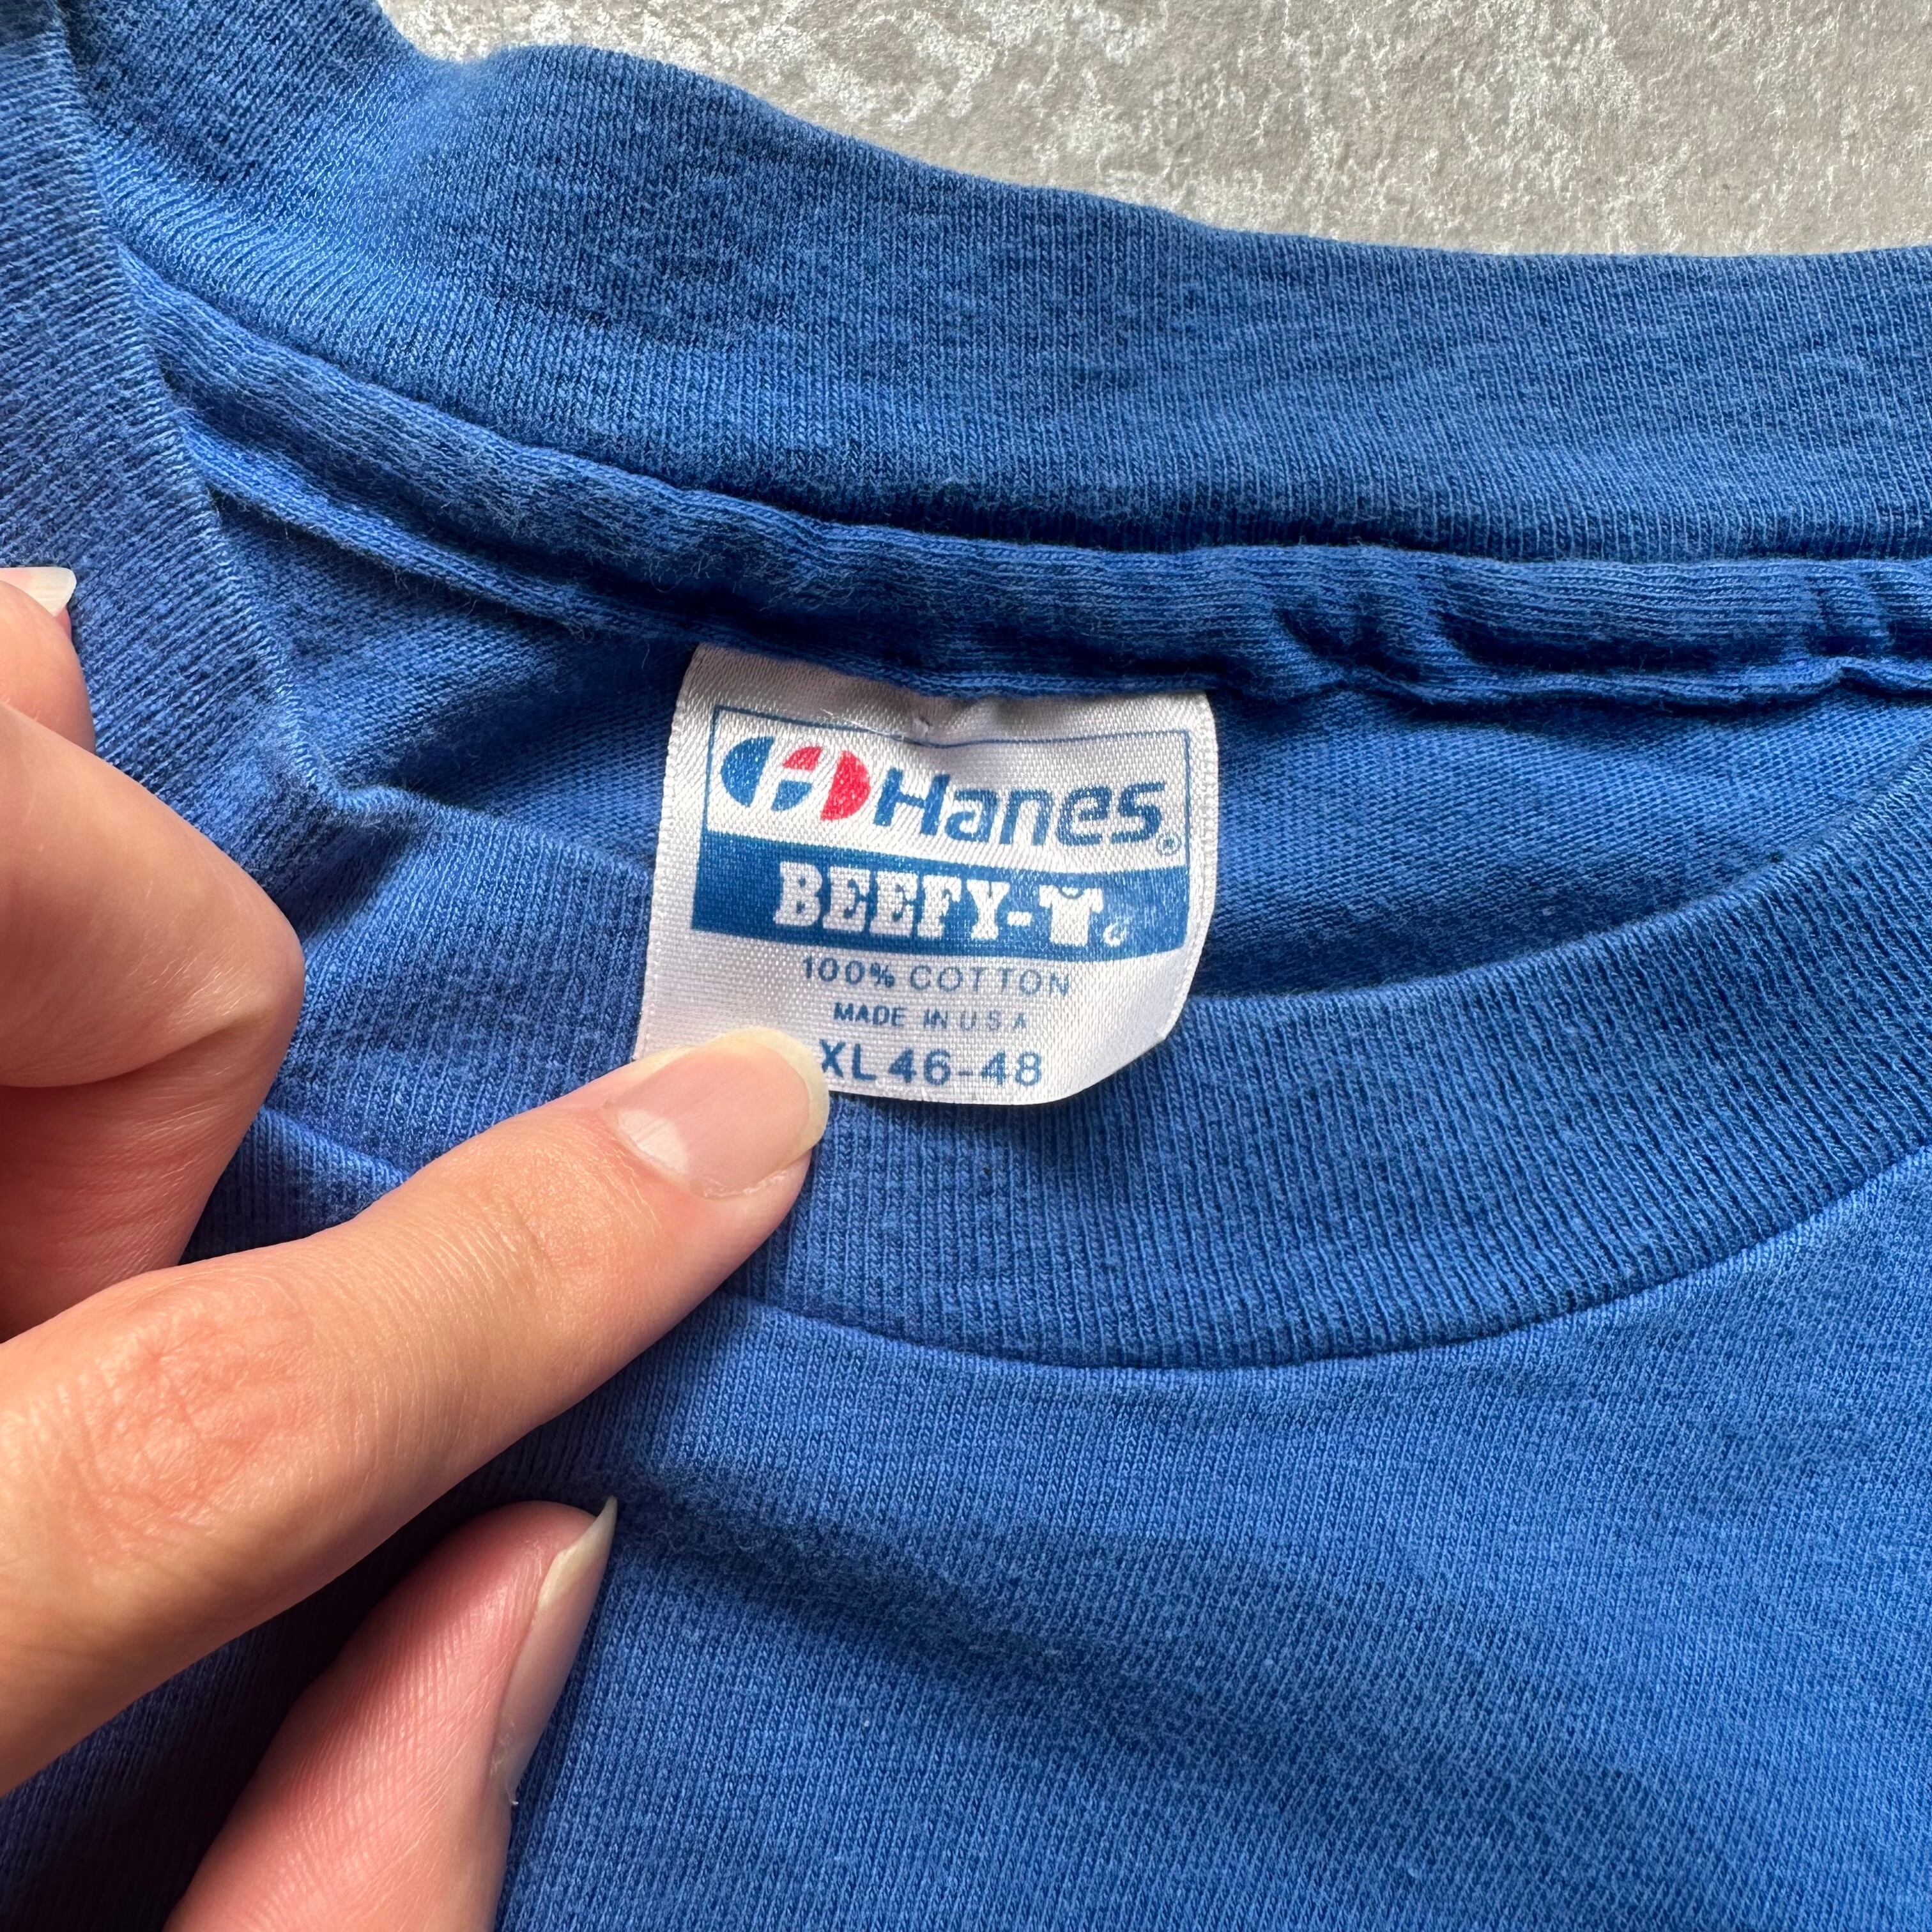 Hanes®
BEEFY-T®
100% COTTON
MADE IN U S A
XL 46-48